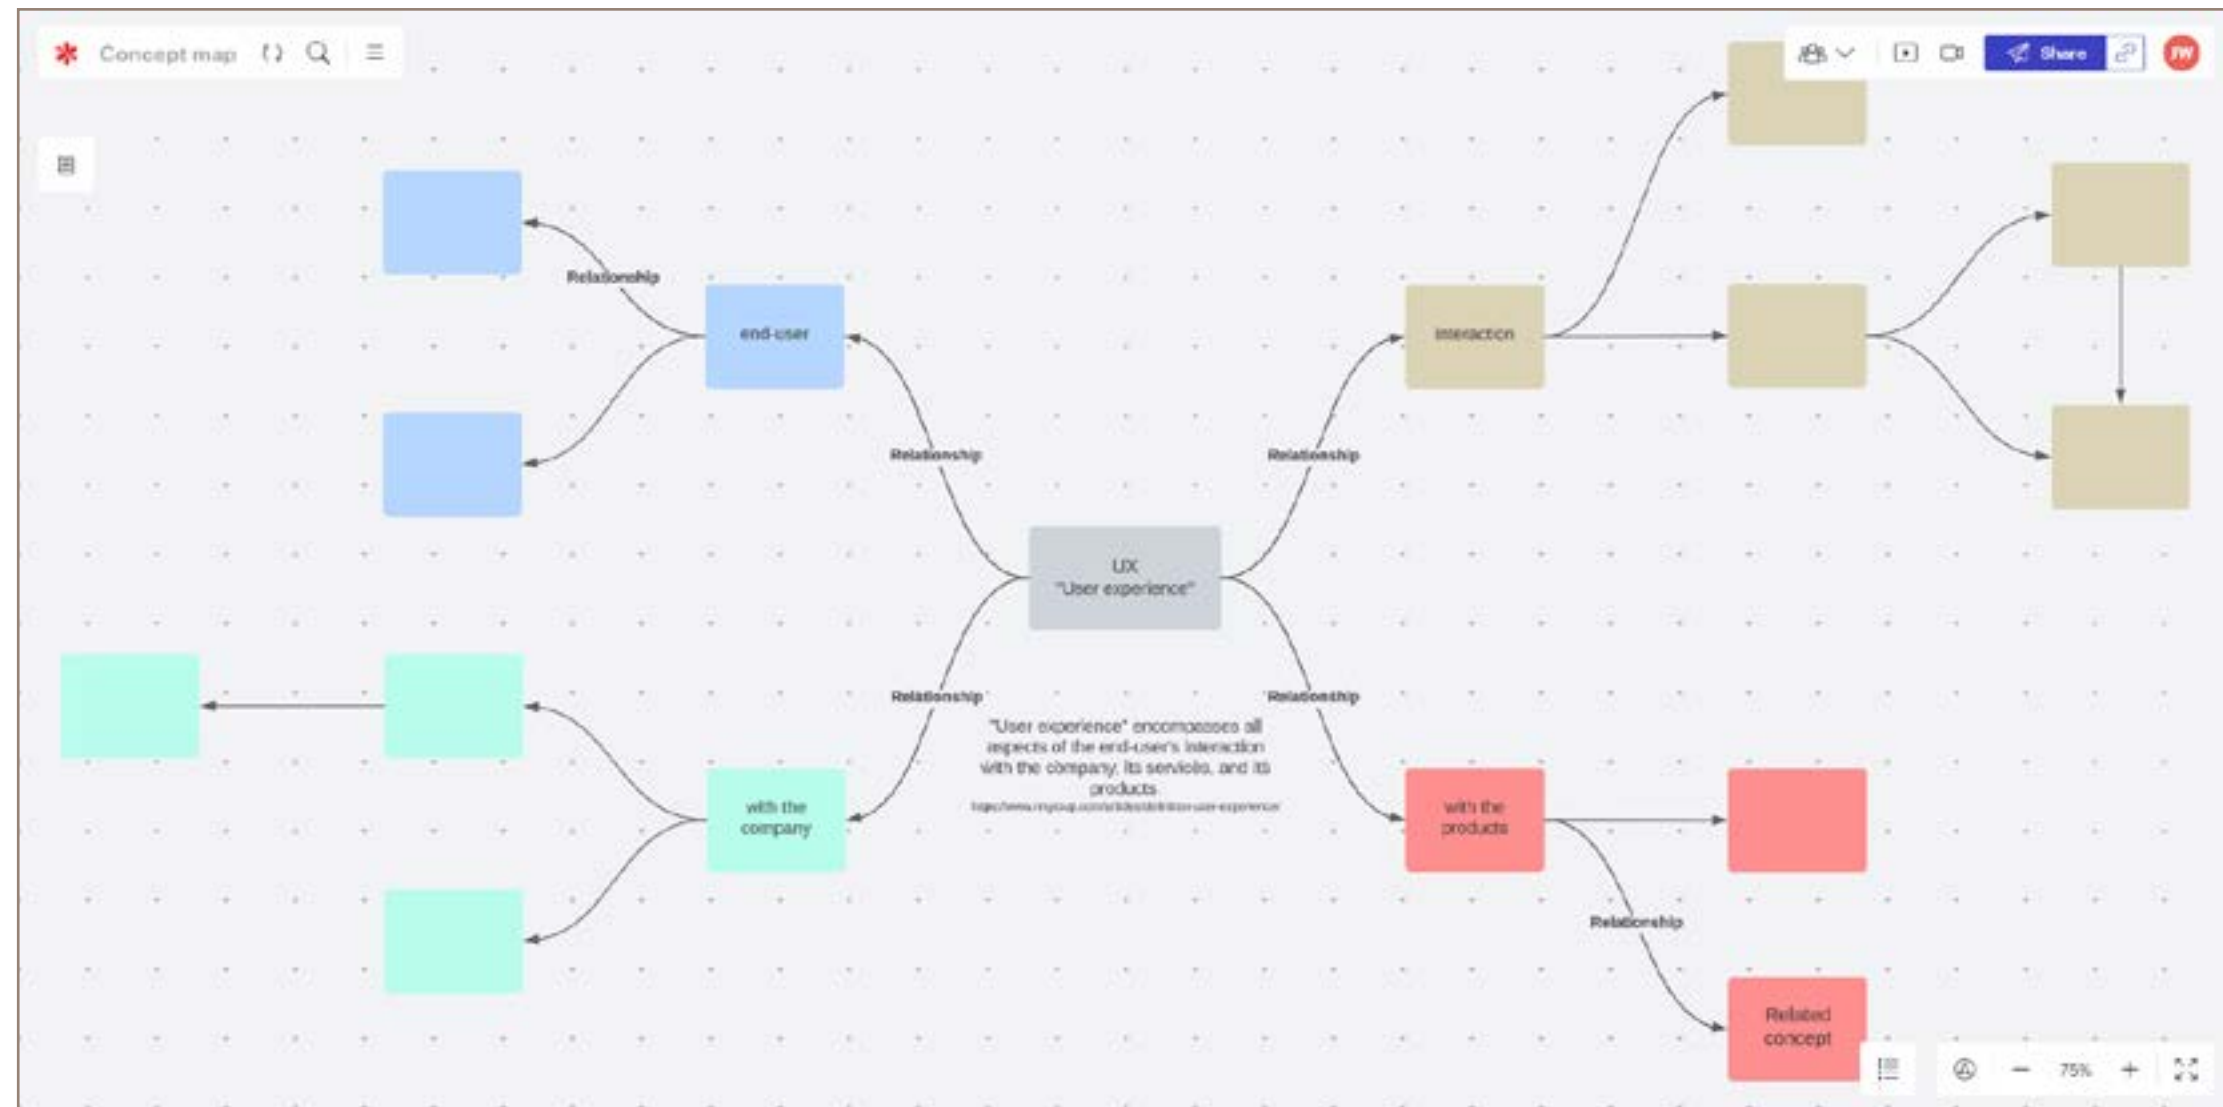 Concept map
Share
JW
Relationship
end-user
interaction
Relationship
Relationship
UX
"User experience"
Relationship
Relationship
"User experience" encompasses all
aspects of the end-user's interaction
with the company, its services, and its
products
with the
company
with the
products
Relationship
Related
concept
75%